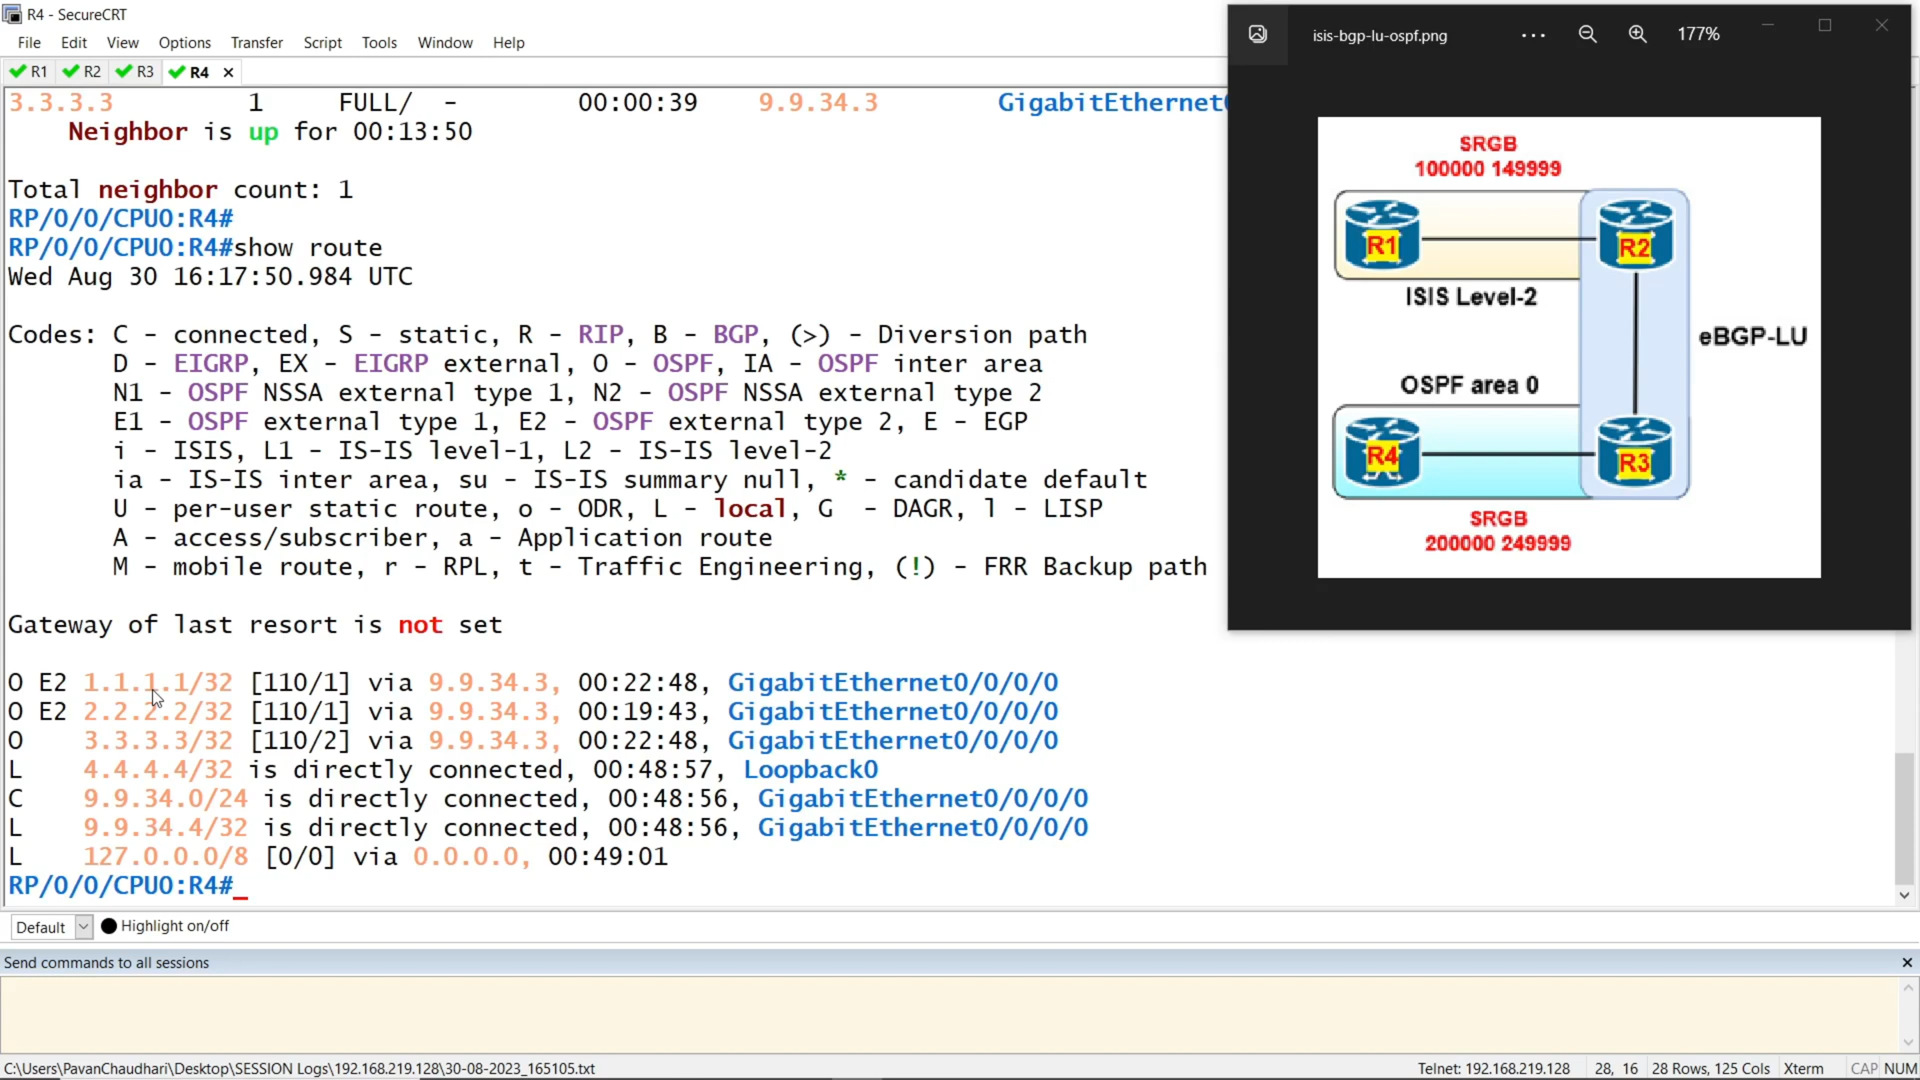 R4 - SecureCRT
File Edit View Options Transfer Script Tools Window Help
R1 R2 R3 R4
3.3.3.3 1 FULL/ - 00:00:39 9.9.34.3 GigabitEthernet0
Neighbor is up for 00:13:50
Total neighbor count: 1
RP/0/0/CPU0:R4#
RP/0/0/CPU0:R4#show route
Wed Aug 30 16:17:50.984 UTC
Codes: C - connected, S - static, R - RIP, B - BGP, (>) - Diversion path
D - EIGRP, EX - EIGRP external, O - OSPF, IA - OSPF inter area
N1 - OSPF NSSA external type 1, N2 - OSPF NSSA external type 2
E1 - OSPF external type 1, E2 - OSPF external type 2, E - EGP
i - ISIS, L1 - IS-IS level-1, L2 - IS-IS level-2
ia - IS-IS inter area, su - IS-IS summary null, * - candidate default
U - per-user static route, o - ODR, L - local, G  - DAGR, l - LISP
A - access/subscriber, a - Application route
M - mobile route, r - RPL, t - Traffic Engineering, (!) - FRR Backup path
Gateway of last resort is not set
O E2 1.1.1.1/32 [110/1] via 9.9.34.3, 00:22:48, GigabitEthernet0/0/0/0
O E2 2.2.2.2/32 [110/1] via 9.9.34.3, 00:19:43, GigabitEthernet0/0/0/0
O 3.3.3.3/32 [110/2] via 9.9.34.3, 00:22:48, GigabitEthernet0/0/0/0
L 4.4.4.4/32 is directly connected, 00:48:57, Loopback0
C 9.9.34.0/24 is directly connected, 00:48:56, GigabitEthernet0/0/0/0
L 9.9.34.4/32 is directly connected, 00:48:56, GigabitEthernet0/0/0/0
L 127.0.0.0/8 [0/0] via 0.0.0.0, 00:49:01
RP/0/0/CPU0:R4#_
isis-bgp-lu-ospf.png
177%
SRGB
100000 149999
R1 R2
ISIS Level-2
eBGP-LU
OSPF area 0
R4 R3
SRGB
200000 249999
Default Highlight on/off
Send commands to all sessions
C:\Users\PavanChaudhari\Desktop\SESSION Logs\192.168.219.128\30-08-2023_165105.txt
Telnet: 192.168.219.128 28, 16 28 Rows, 125 Cols Xterm CAP NUM